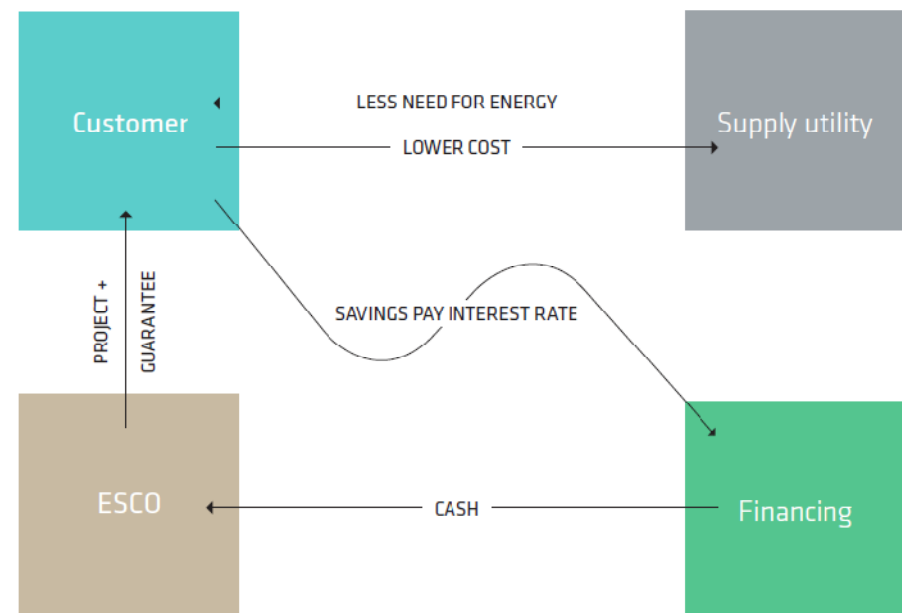 LESS NEED FOR ENERGY
Customer
Supply utility
LOWER COST
PROJECT +
GUARANTEE
SAVINGS PAY INTEREST RATE
ESCO
CASH
Financing